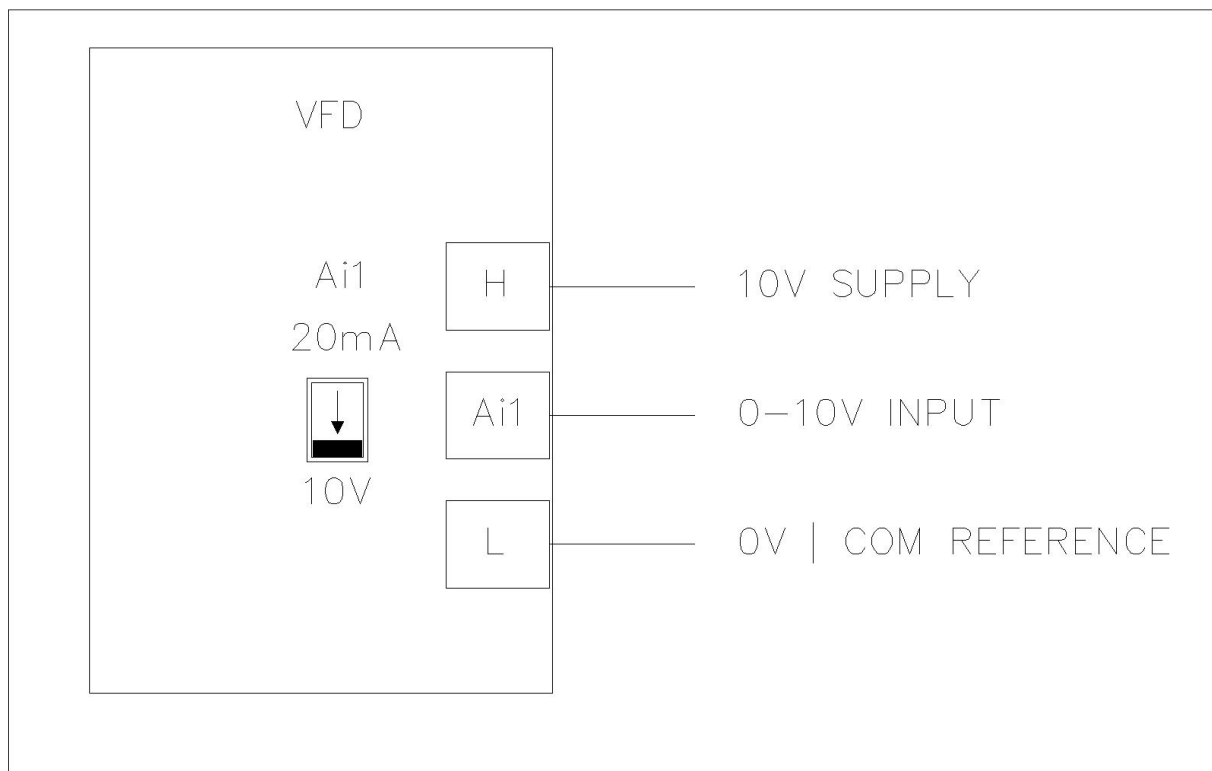 VFD
Ai1
20mA
10V
H
10V SUPPLY
Ai1
0-10V INPUT
L
0V | COM REFERENCE